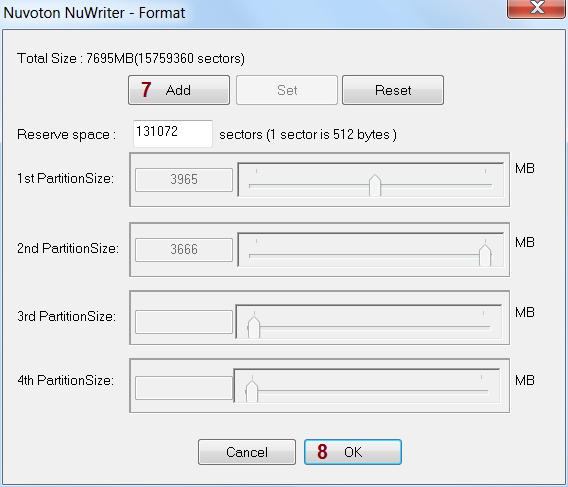 Nuvoton NuWriter - Format
X
Total Size : 7695MB(15759360 sectors)
7 Add Set Reset
Reserve space : 131072 sectors (1 sector is 512 bytes )
1st PartitionSize: 3965 MB
2nd PartitionSize: 3666 MB
3rd PartitionSize: MB
4th PartitionSize: MB
Cancel 8 OK